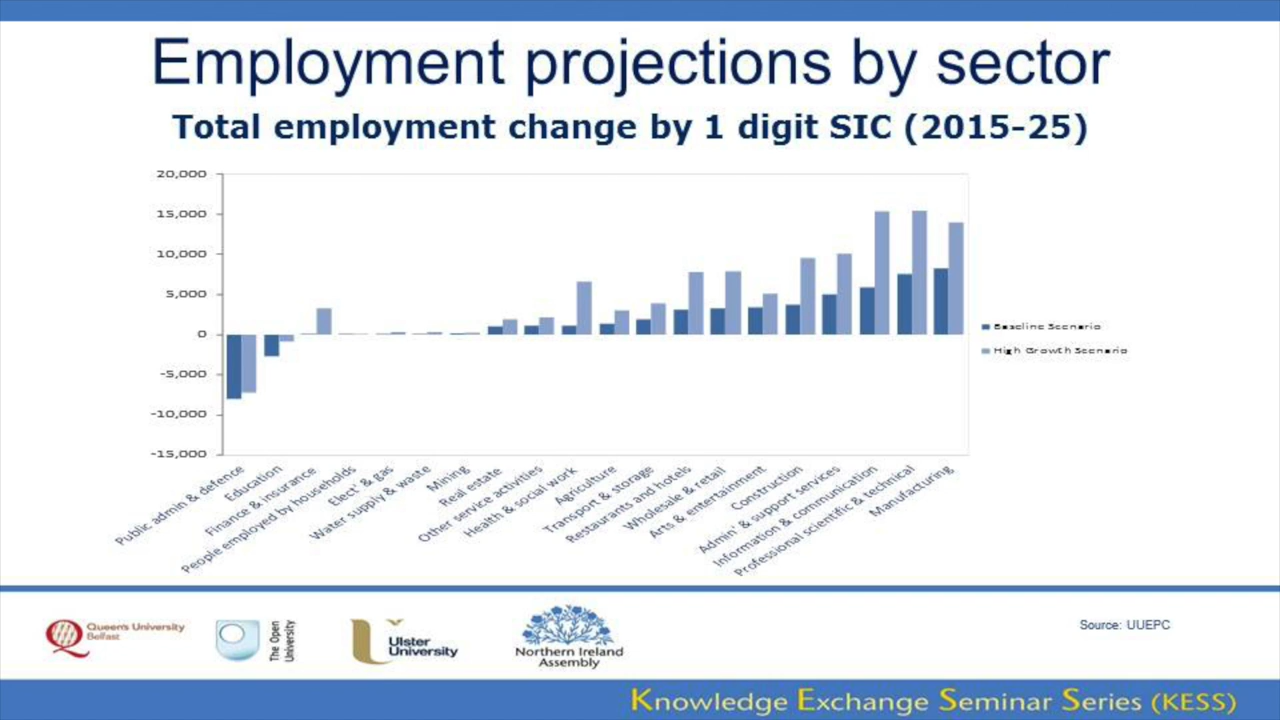 Employment projections by sector
Total employment change by 1 digit SIC (2015-25)
20,000
15,000
10,000
5,000
0
-5,000
-10,000
-15,000
Baseline Scenario
High Growth Scenario
Public admin & defence
Education
Finance & insurance
People employed by households
Elect' & gas
Water supply & waste
Mining
Real estate
Other service activities
Health & social work
Agriculture
Transport & storage
Restaurants and hotels
Wholesale & retail
Arts & entertainment
Construction
Admin' & support services
Information & communication
Professional scientific & technical
Manufacturing
Queen's University
Belfast
The Open
University
Ulster
University
Northern Ireland
Assembly
Source: UUEPC
Knowledge Exchange Seminar Series (KESS)